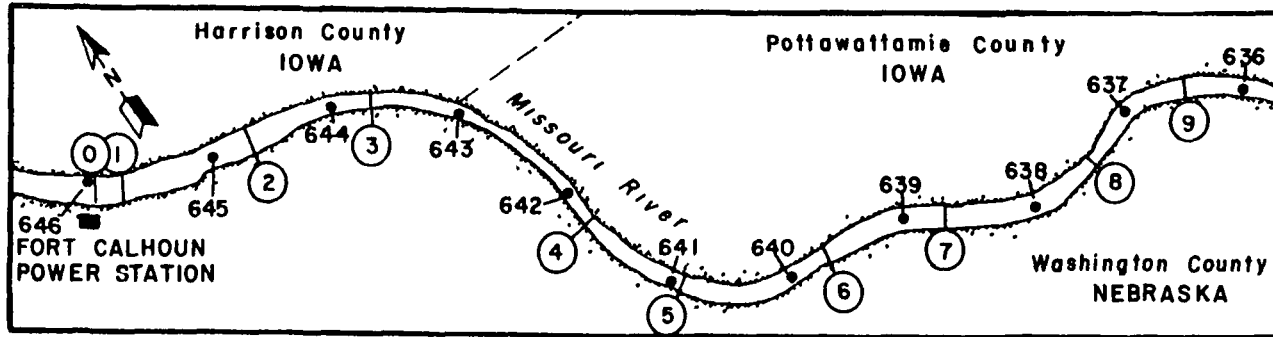 Harrison County
IOWA
Pottawattamie County
IOWA
N
Missouri River
636
637
9
644
3
643
0 1
2
645
646
FORT CALHOUN
POWER STATION
642
4
641
5
640
6
639
7
638
8
Washington County
NEBRASKA